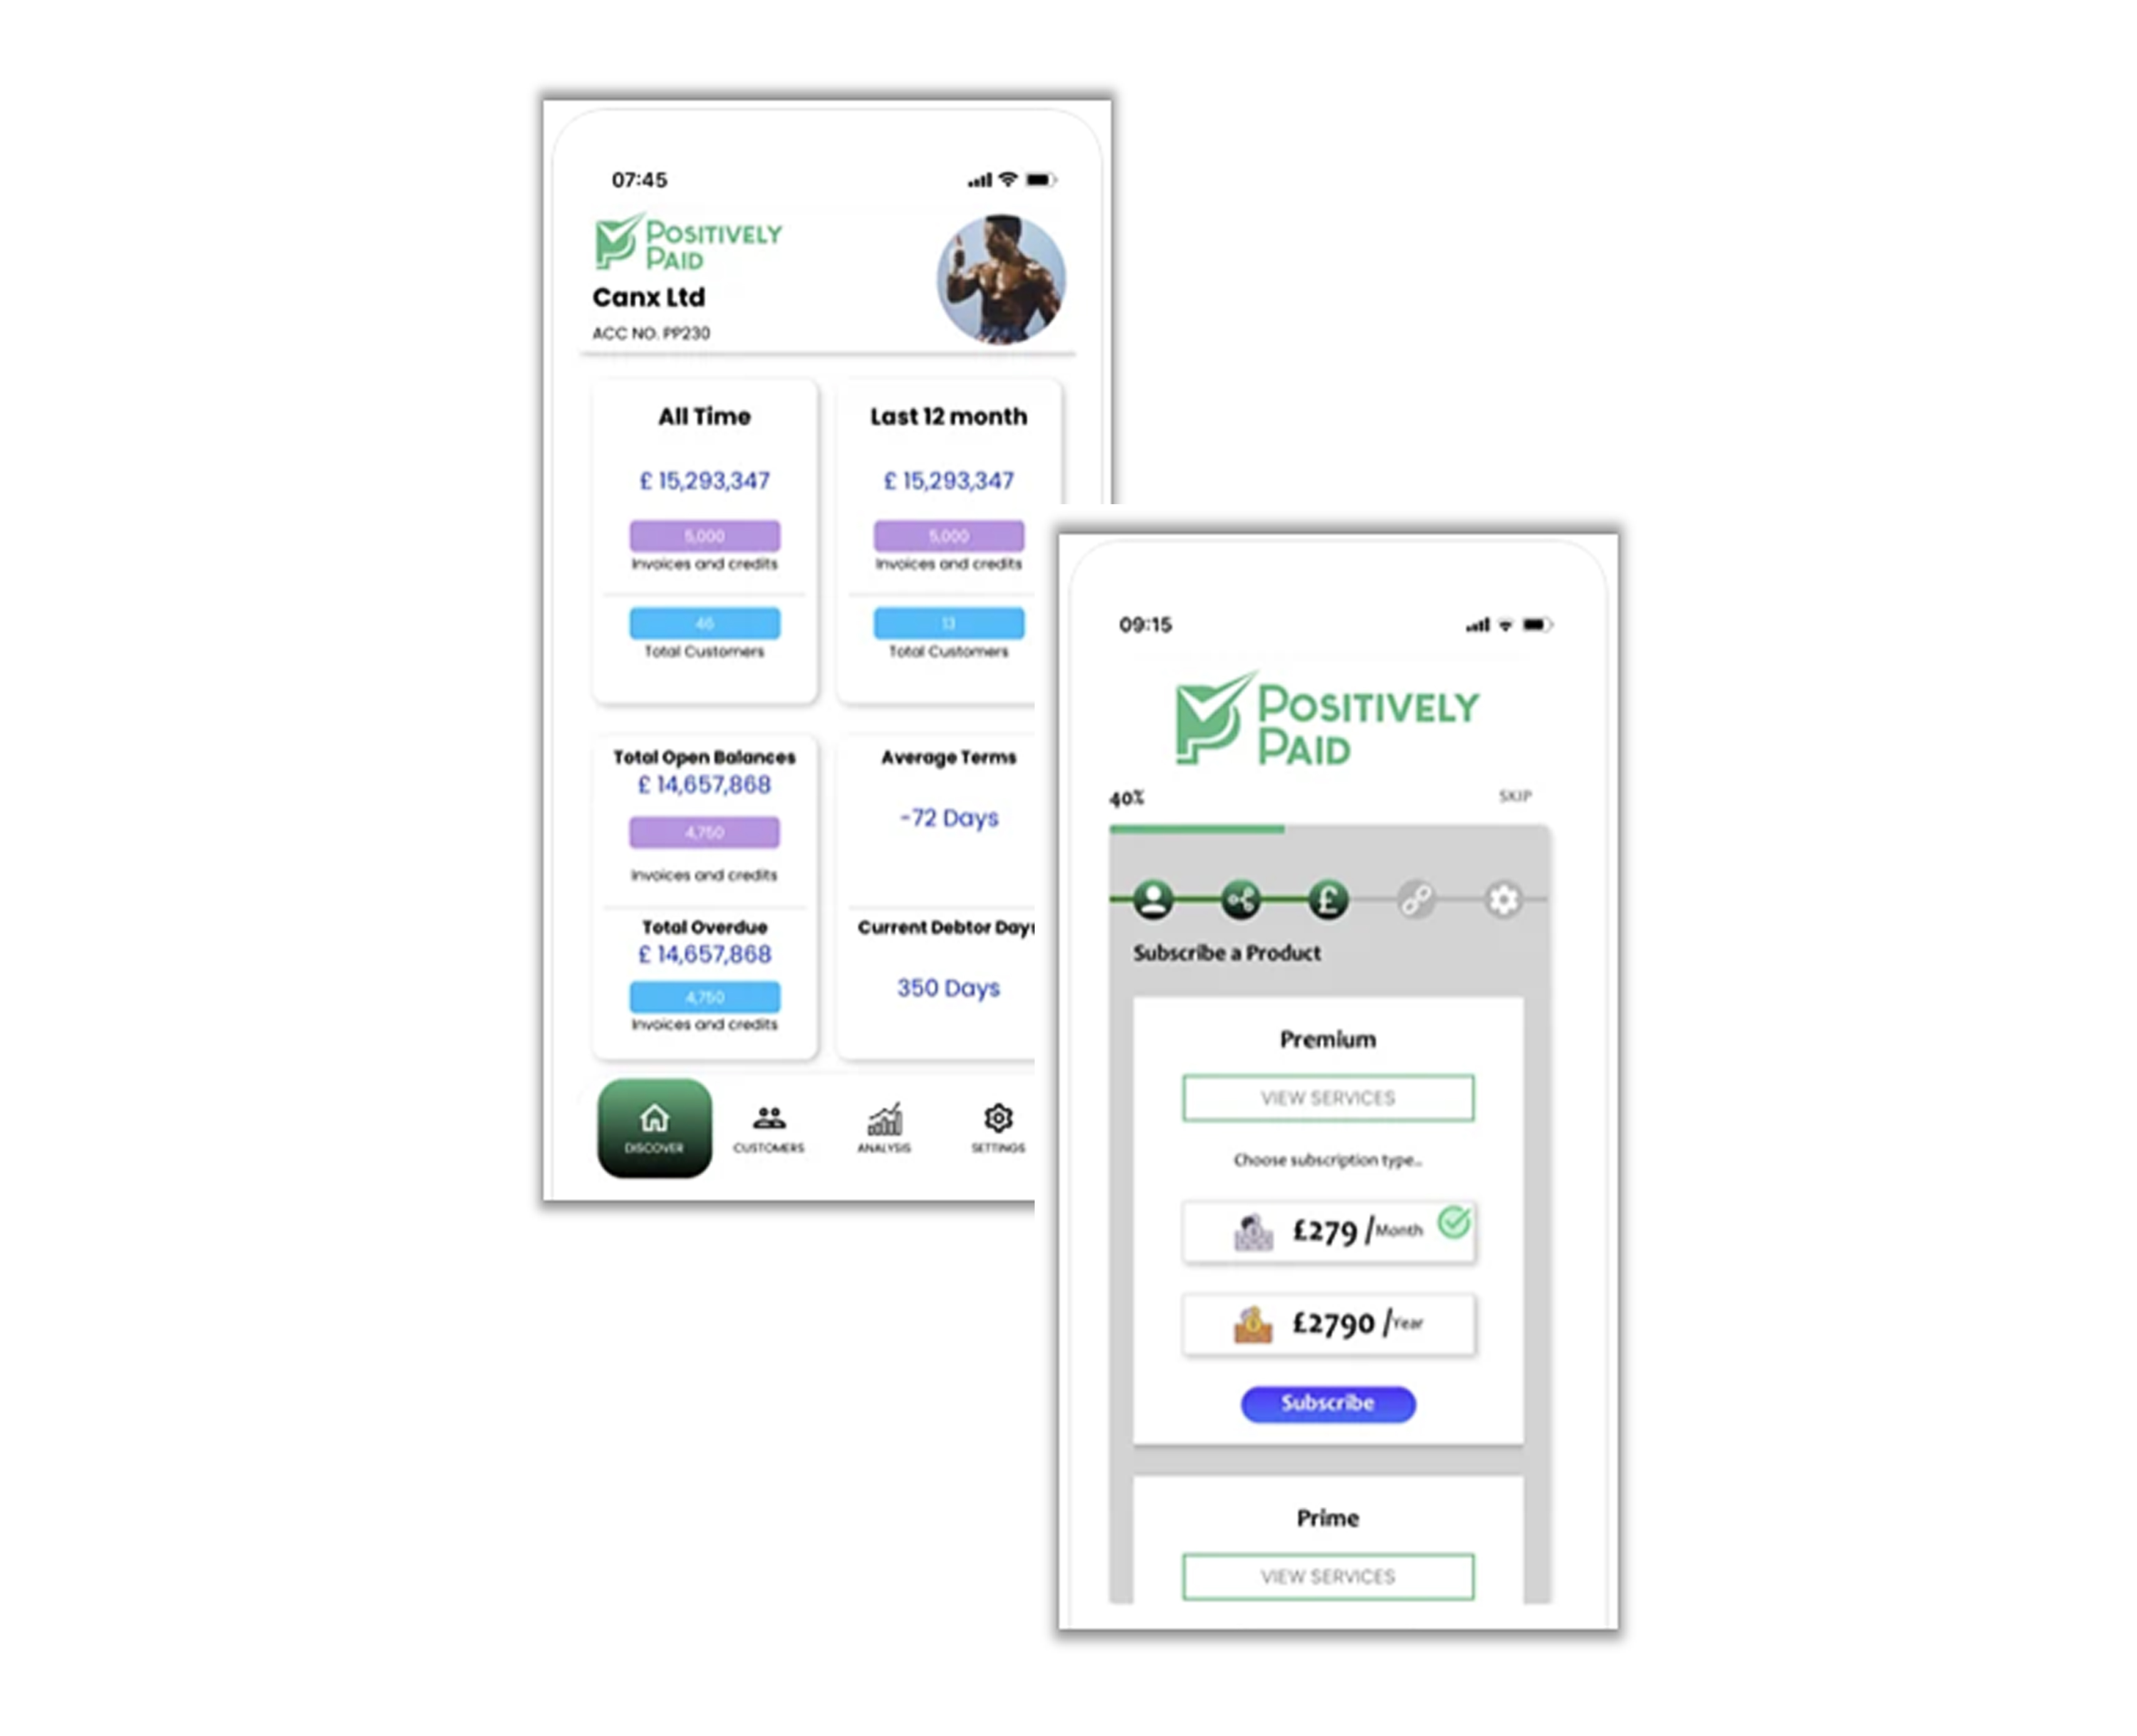 07:45
POSITIVELY
PAID
Canx Ltd
ACC NO. PP230
All Time
£ 15,293,347
5,000
Invoices and credits
46
Total Customers
Last 12 month
£ 15,293,347
5,000
Invoices and credits
13
Total Customers
Total Open Balances
£ 14,657,868
4,750
Invoices and credits
Total Overdue
£ 14,657,868
4,750
Invoices and credits
Average Terms
-72 Days
Current Debtor Days
350 Days
DISCOVER
CUSTOMERS
ANALYSIS
SETTINGS
09:15
POSITIVELY
PAID
40%
SKIP
£
Subscribe a Product
Premium
VIEW SERVICES
Choose subscription type...
£279 /Month
£2790 /Year
Subscribe
Prime
VIEW SERVICES